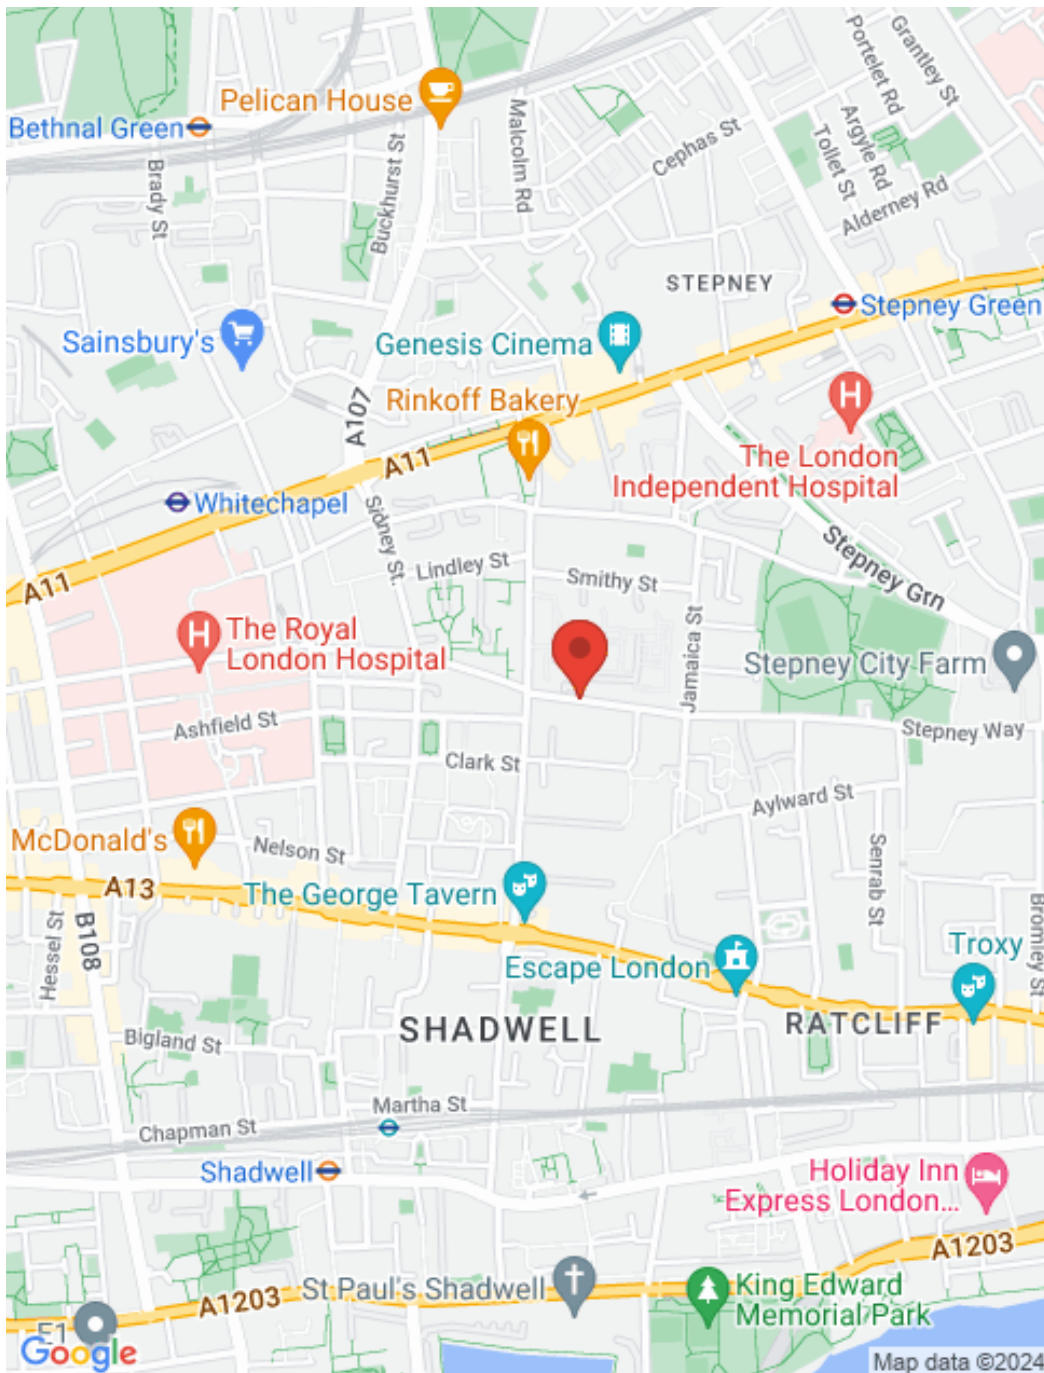 Grantley St
Portelet Rd
Pelican House
Malcolm Rd
Argyle Rd
Bethnal Green
Cephas St
Tollet St
Buckhurst St
Brady St
Alderney Rd
STEPNEY
Stepney Green
Sainsbury's
Genesis Cinema
Rinkoff Bakery
A107
A11
The London
Independent Hospital
Whitechapel
Sidney St.
Stepney Grn
Lindley St
Smithy St
A11
The Royal
London Hospital
Jamaica St
Stepney City Farm
Ashfield St
Stepney Way
Clark St
Aylward St
McDonald's
Nelson St
Senrab St
A13
The George Tavern
B108
Hessel St
Bromley St
Troxy
Escape London
SHADWELL
RATCLIFF
Bigland St
Martha St
Chapman St
Shadwell
Holiday Inn
Express London...
A1203
St Paul's Shadwell
King Edward
Memorial Park
A1203
E1
Google
Map data ©2024